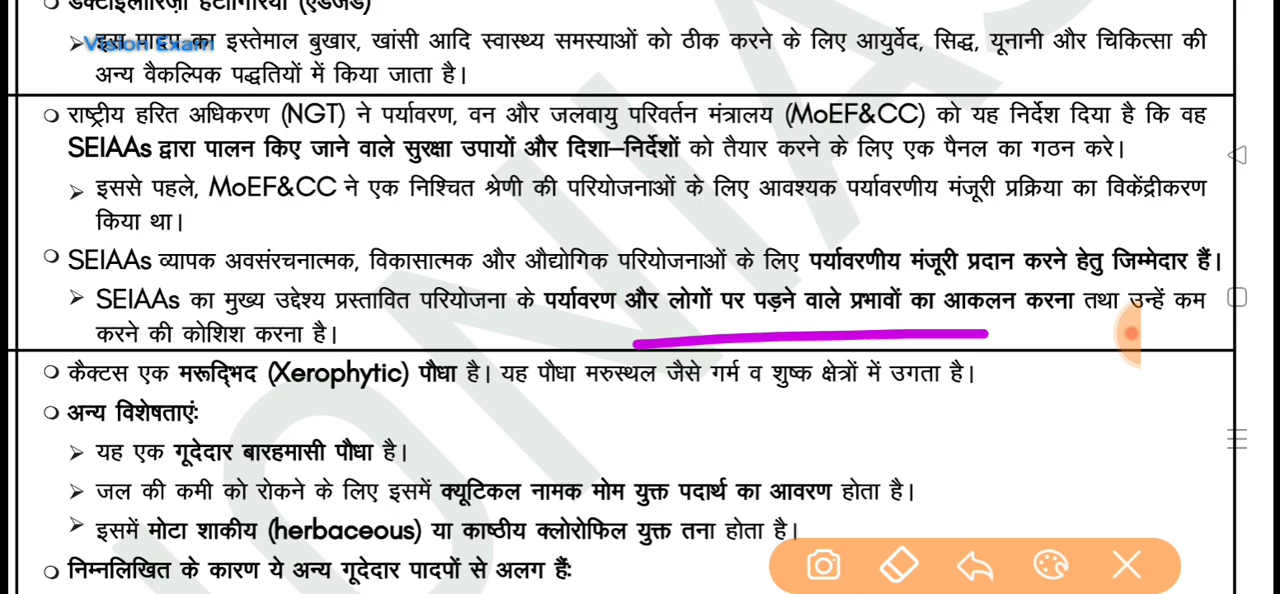 डैक्टाइलोरिज़ा हैटागिरिया (एंडेंजर्ड)
Vision Exam
➢ इस पादप का इस्तेमाल बुखार, खांसी आदि स्वास्थ्य समस्याओं को ठीक करने के लिए आयुर्वेद, सिद्ध, यूनानी और चिकित्सा की
अन्य वैकल्पिक पद्धतियों में किया जाता है।
○ राष्ट्रीय हरित अधिकरण (NGT) ने पर्यावरण, वन और जलवायु परिवर्तन मंत्रालय (MoEF&CC) को यह निर्देश दिया है कि वह
SEIAAs द्वारा पालन किए जाने वाले सुरक्षा उपायों और दिशा–निर्देशों को तैयार करने के लिए एक पैनल का गठन करे।
➢ इससे पहले, MoEF&CC ने एक निश्चित श्रेणी की परियोजनाओं के लिए आवश्यक पर्यावरणीय मंजूरी प्रक्रिया का विकेंद्रीकरण
किया था।
○ SEIAAs व्यापक अवसंरचनात्मक, विकासात्मक और औद्योगिक परियोजनाओं के लिए पर्यावरणीय मंजूरी प्रदान करने हेतु जिम्मेदार हैं।
➢ SEIAAs का मुख्य उद्देश्य प्रस्तावित परियोजना के पर्यावरण और लोगों पर पड़ने वाले प्रभावों का आकलन करना तथा उन्हें कम
करने की कोशिश करना है।
○ कैक्टस एक मरूद्भिद (Xerophytic) पौधा है। यह पौधा मरुस्थल जैसे गर्म व शुष्क क्षेत्रों में उगता है।
○ अन्य विशेषताएं:
➢ यह एक गूदेदार बारहमासी पौधा है।
➢ जल की कमी को रोकने के लिए इसमें क्यूटिकल नामक मोम युक्त पदार्थ का आवरण होता है।
➢ इसमें मोटा शाकीय (herbaceous) या काष्ठीय क्लोरोफिल युक्त तना होता है।
○ निम्नलिखित के कारण ये अन्य गूदेदार पादपों से अलग हैं: